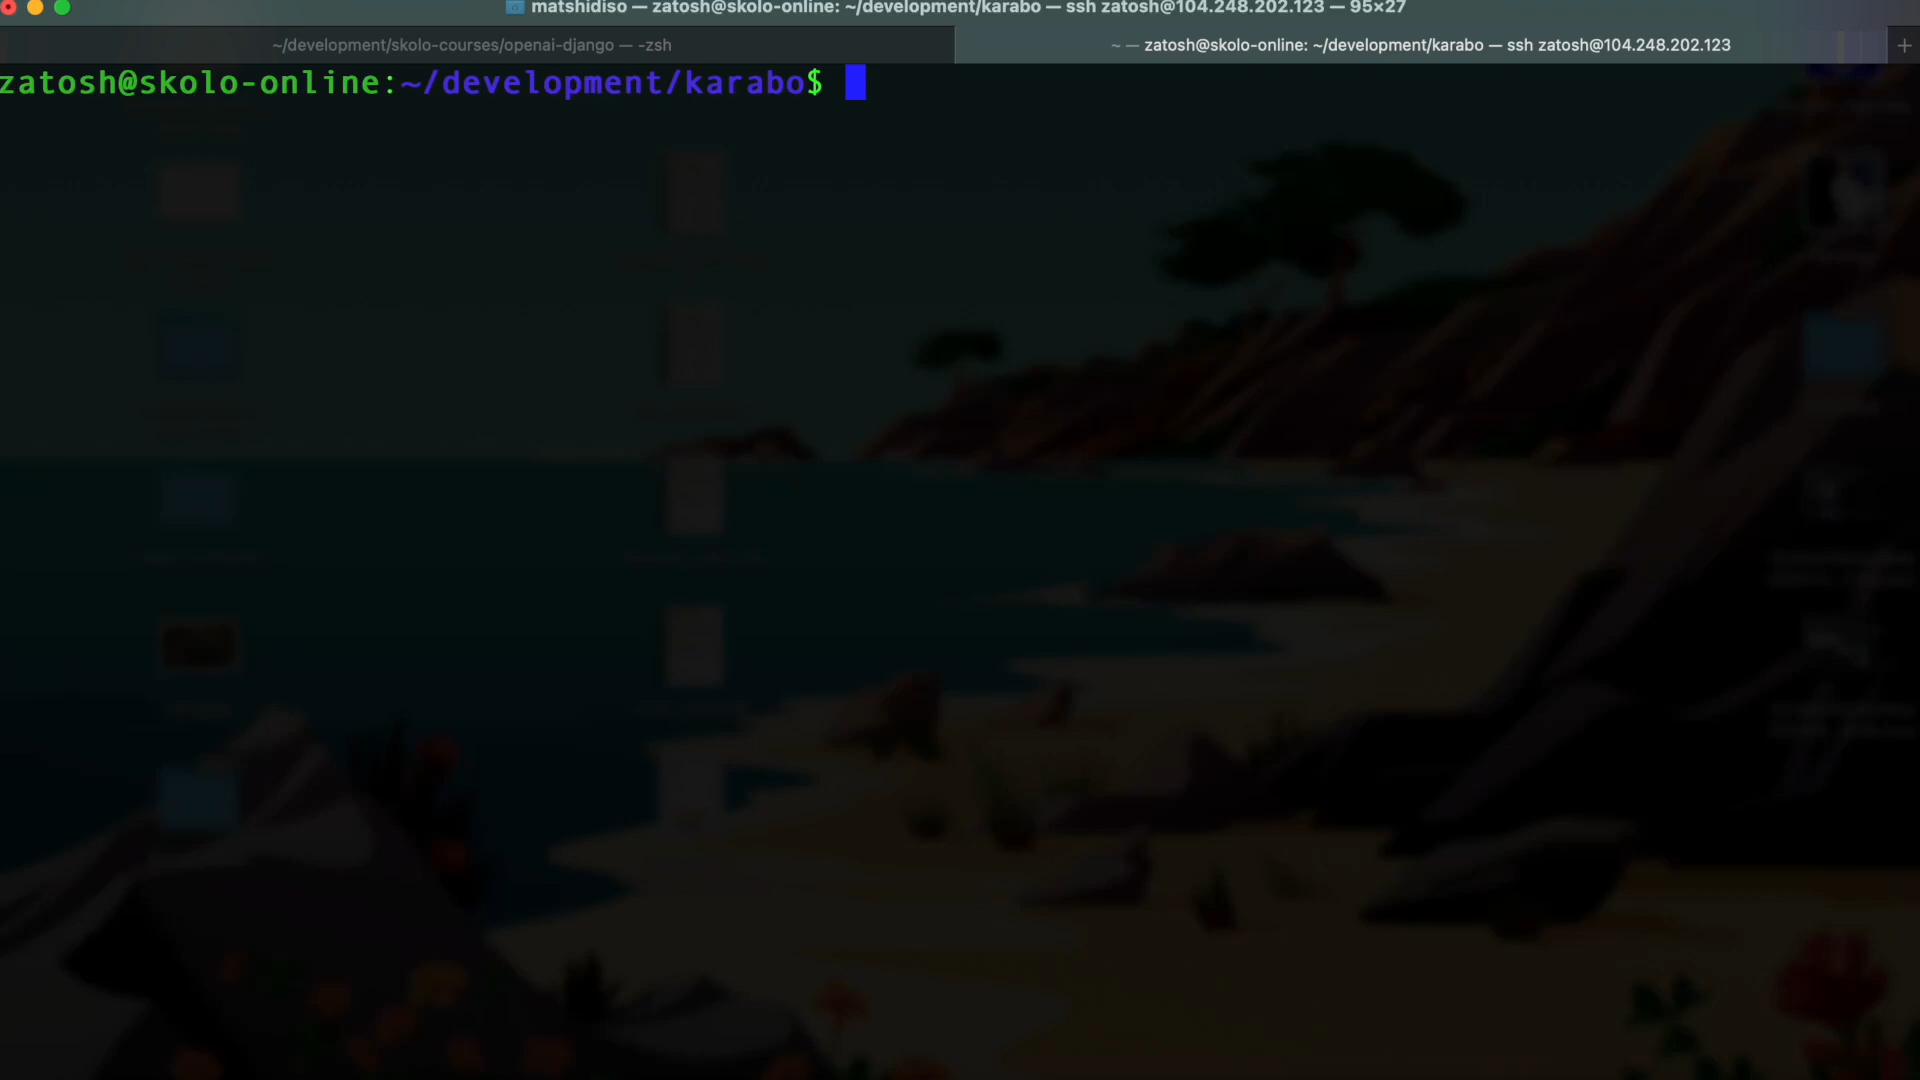 matshidiso — zatosh@skolo-online: ~/development/karabo — ssh zatosh@104.248.202.123 — 95×27
~/development/skolo-courses/openai-django — -zsh
~ — zatosh@skolo-online: ~/development/karabo — ssh zatosh@104.248.202.123
zatosh@skolo-online:~/development/karabo$